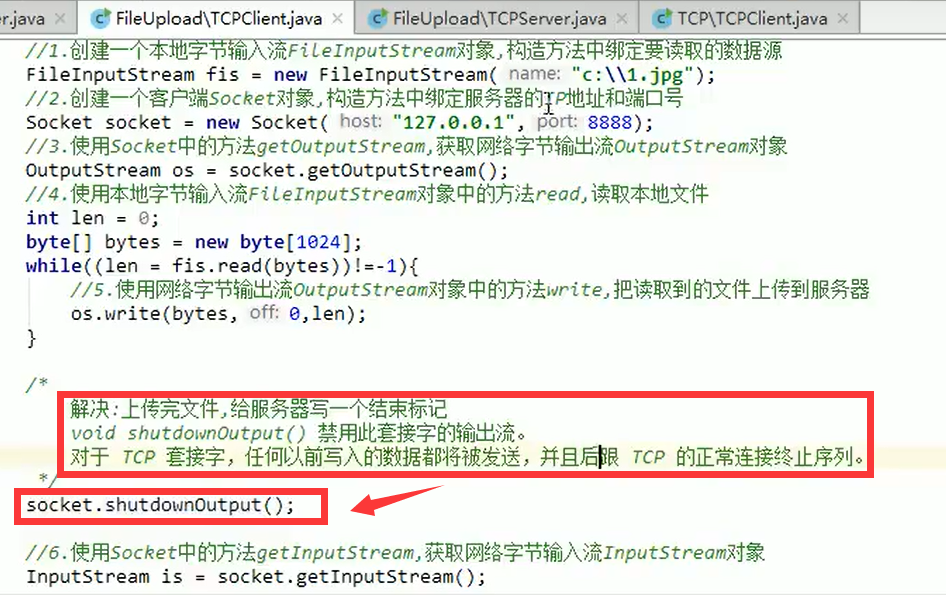 r.java × FileUpload\TCPClient.java × FileUpload\TCPServer.java × TCP\TCPClient.java ×
//1.创建一个本地字节输入流FileInputStream对象,构造方法中绑定要读取的数据源
FileInputStream fis = new FileInputStream( name: "c:\\1.jpg");
//2.创建一个客户端Socket对象,构造方法中绑定服务器的IP地址和端口号
Socket socket = new Socket( host: "127.0.0.1", port: 8888);
//3.使用Socket中的方法getOutputStream,获取网络字节输出流OutputStream对象
OutputStream os = socket.getOutputStream();
//4.使用本地字节输入流FileInputStream对象中的方法read,读取本地文件
int len = 0;
byte[] bytes = new byte[1024];
while((len = fis.read(bytes))!=-1){
//5.使用网络字节输出流OutputStream对象中的方法write,把读取到的文件上传到服务器
os.write(bytes, off: 0,len);
}
/*
解决:上传完文件,给服务器写一个结束标记
void shutdownOutput() 禁用此套接字的输出流。
对于 TCP 套接字，任何以前写入的数据都将被发送，并且后跟 TCP 的正常连接终止序列。
*/
socket.shutdownOutput();
//6.使用Socket中的方法getInputStream,获取网络字节输入流InputStream对象
InputStream is = socket.getInputStream();